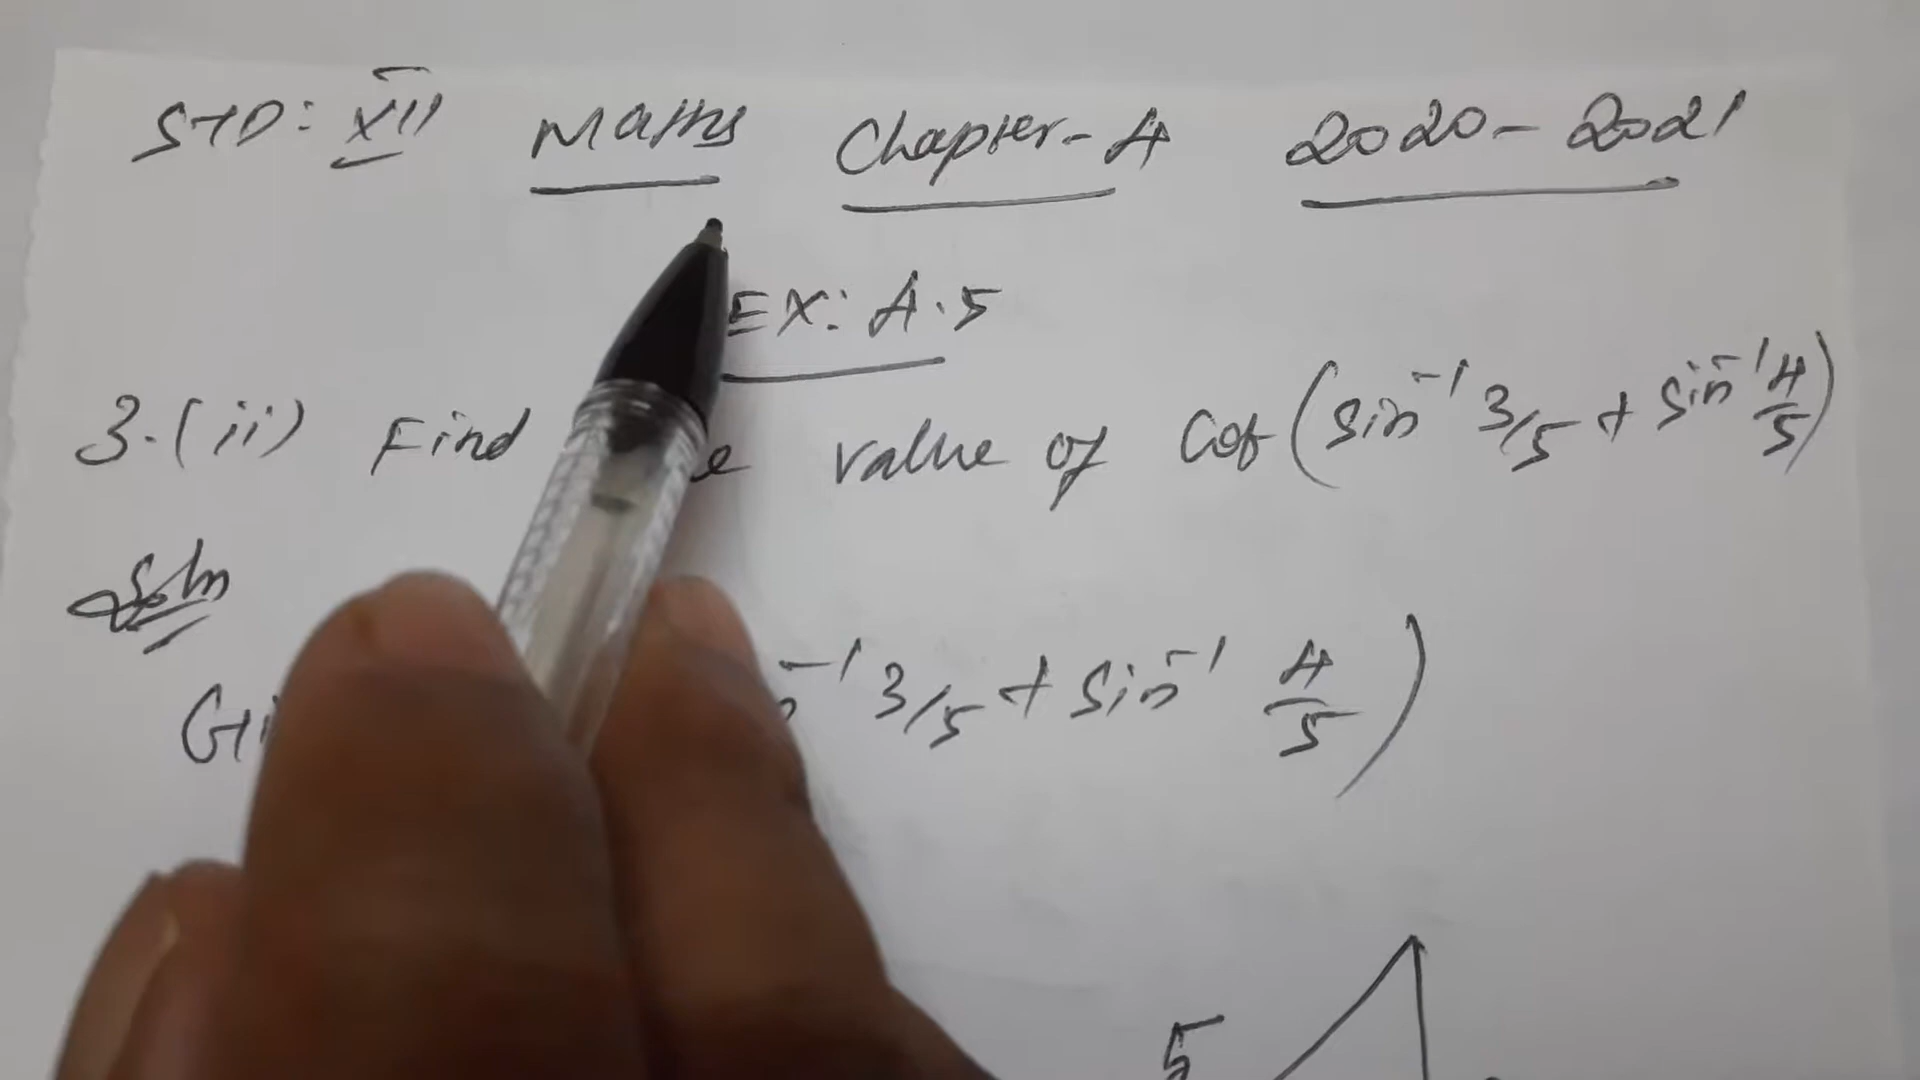 STD: XII Maths Chapter-4 2020-2021
EX: 4.5
3.(ii) Find value of Cot(sin⁻¹ 3/5 + sin⁻¹ 4/5)
Soln
⁻¹ 3/5 + sin⁻¹ 4/5)
5